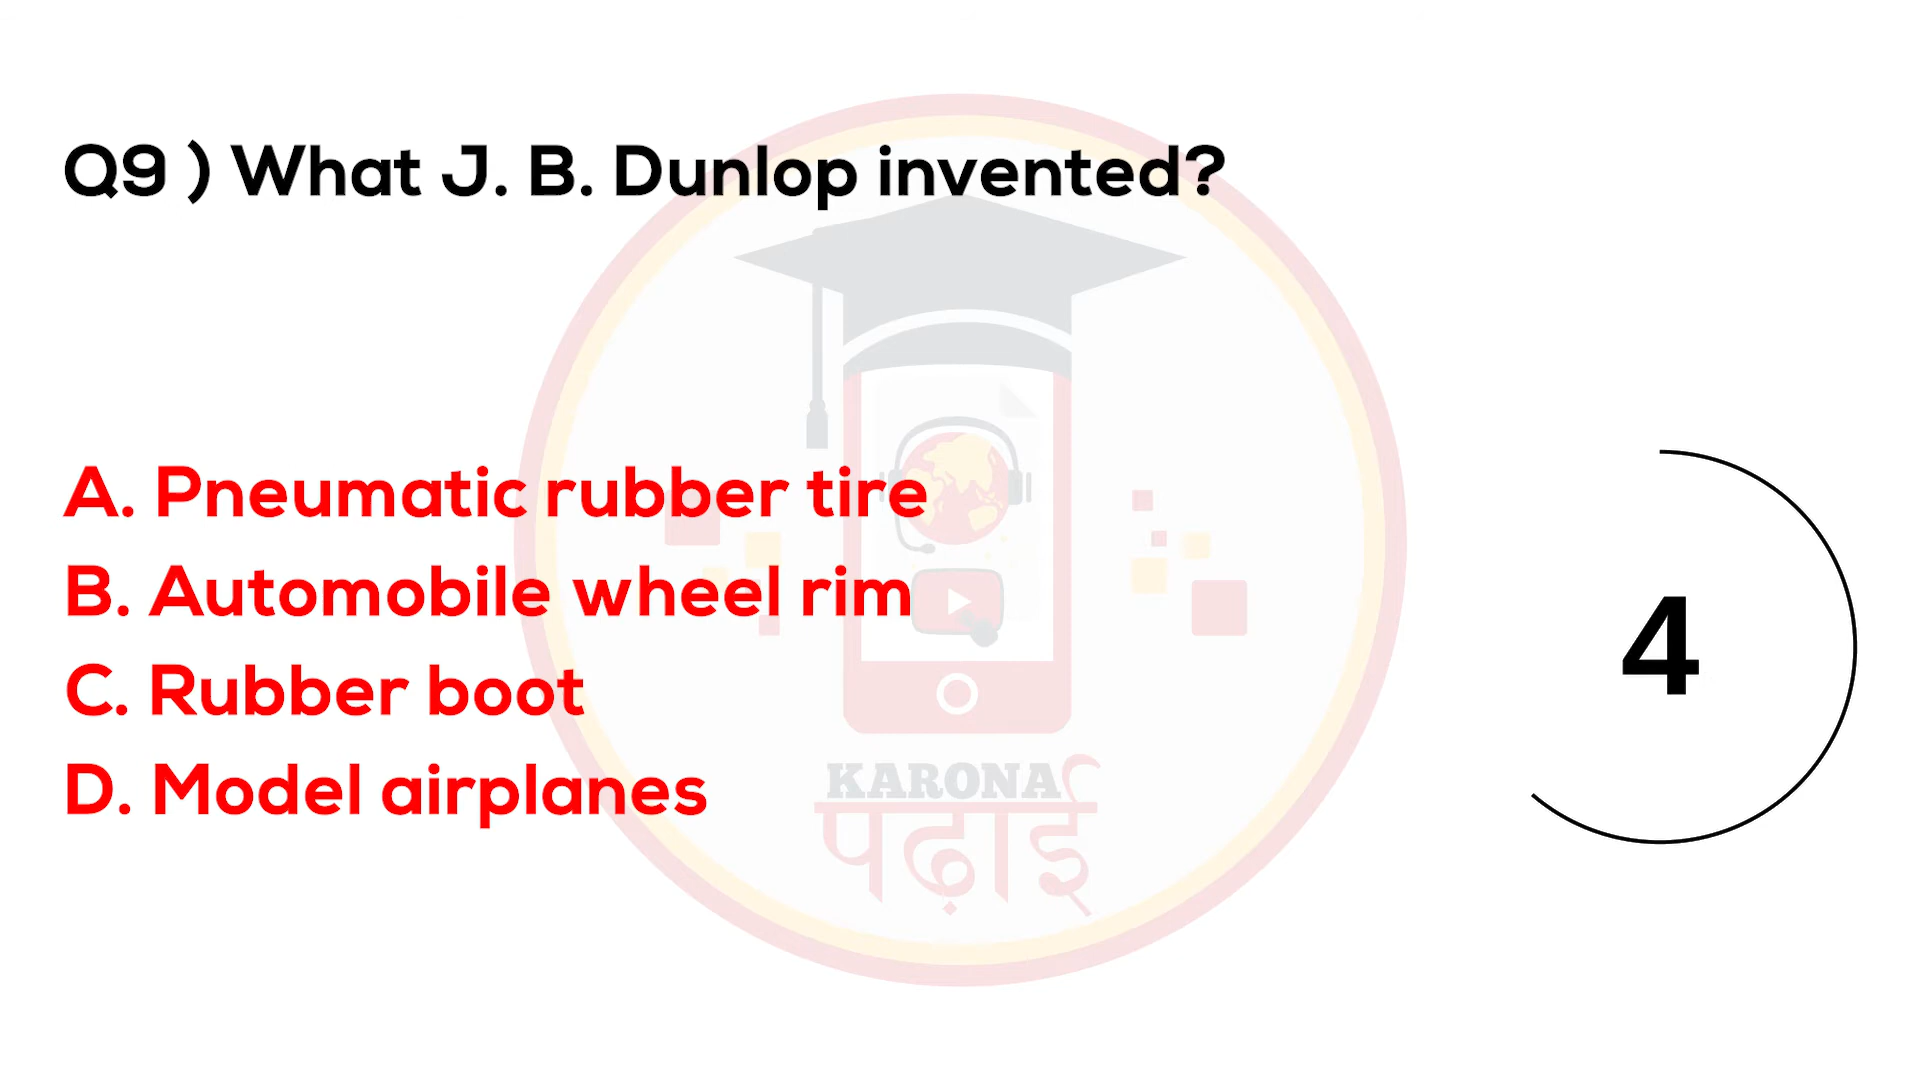 Q9 ) What J. B. Dunlop invented?
A. Pneumatic rubber tire
B. Automobile wheel rim
C. Rubber boot
D. Model airplanes
4
KARONA
पढ़ाई